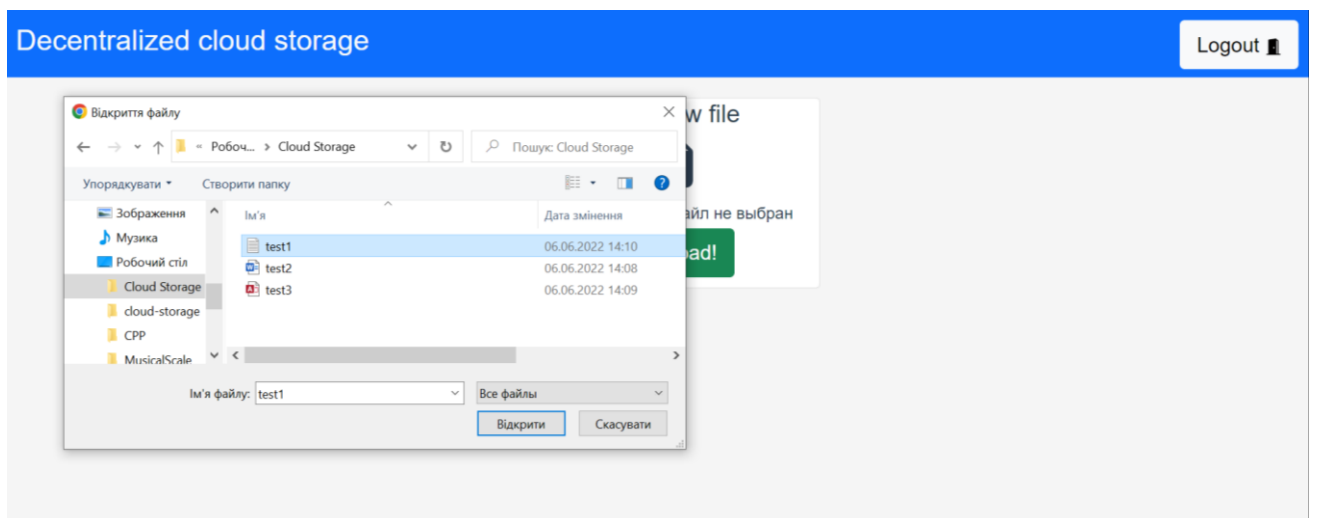 Decentralized cloud storage
Logout
Відкриття файлу
w file
« Робоч... > Cloud Storage
Пошук: Cloud Storage
Упорядкувати
Створити папку
Зображення
Музика
Робочий стіл
Cloud Storage
cloud-storage
CPP
MusicalScale
Ім'я
Дата змінення
test1
06.06.2022 14:10
test2
06.06.2022 14:08
test3
06.06.2022 14:09
айл не выбран
oad!
Ім'я файлу: test1
Все файлы
Відкрити
Скасувати